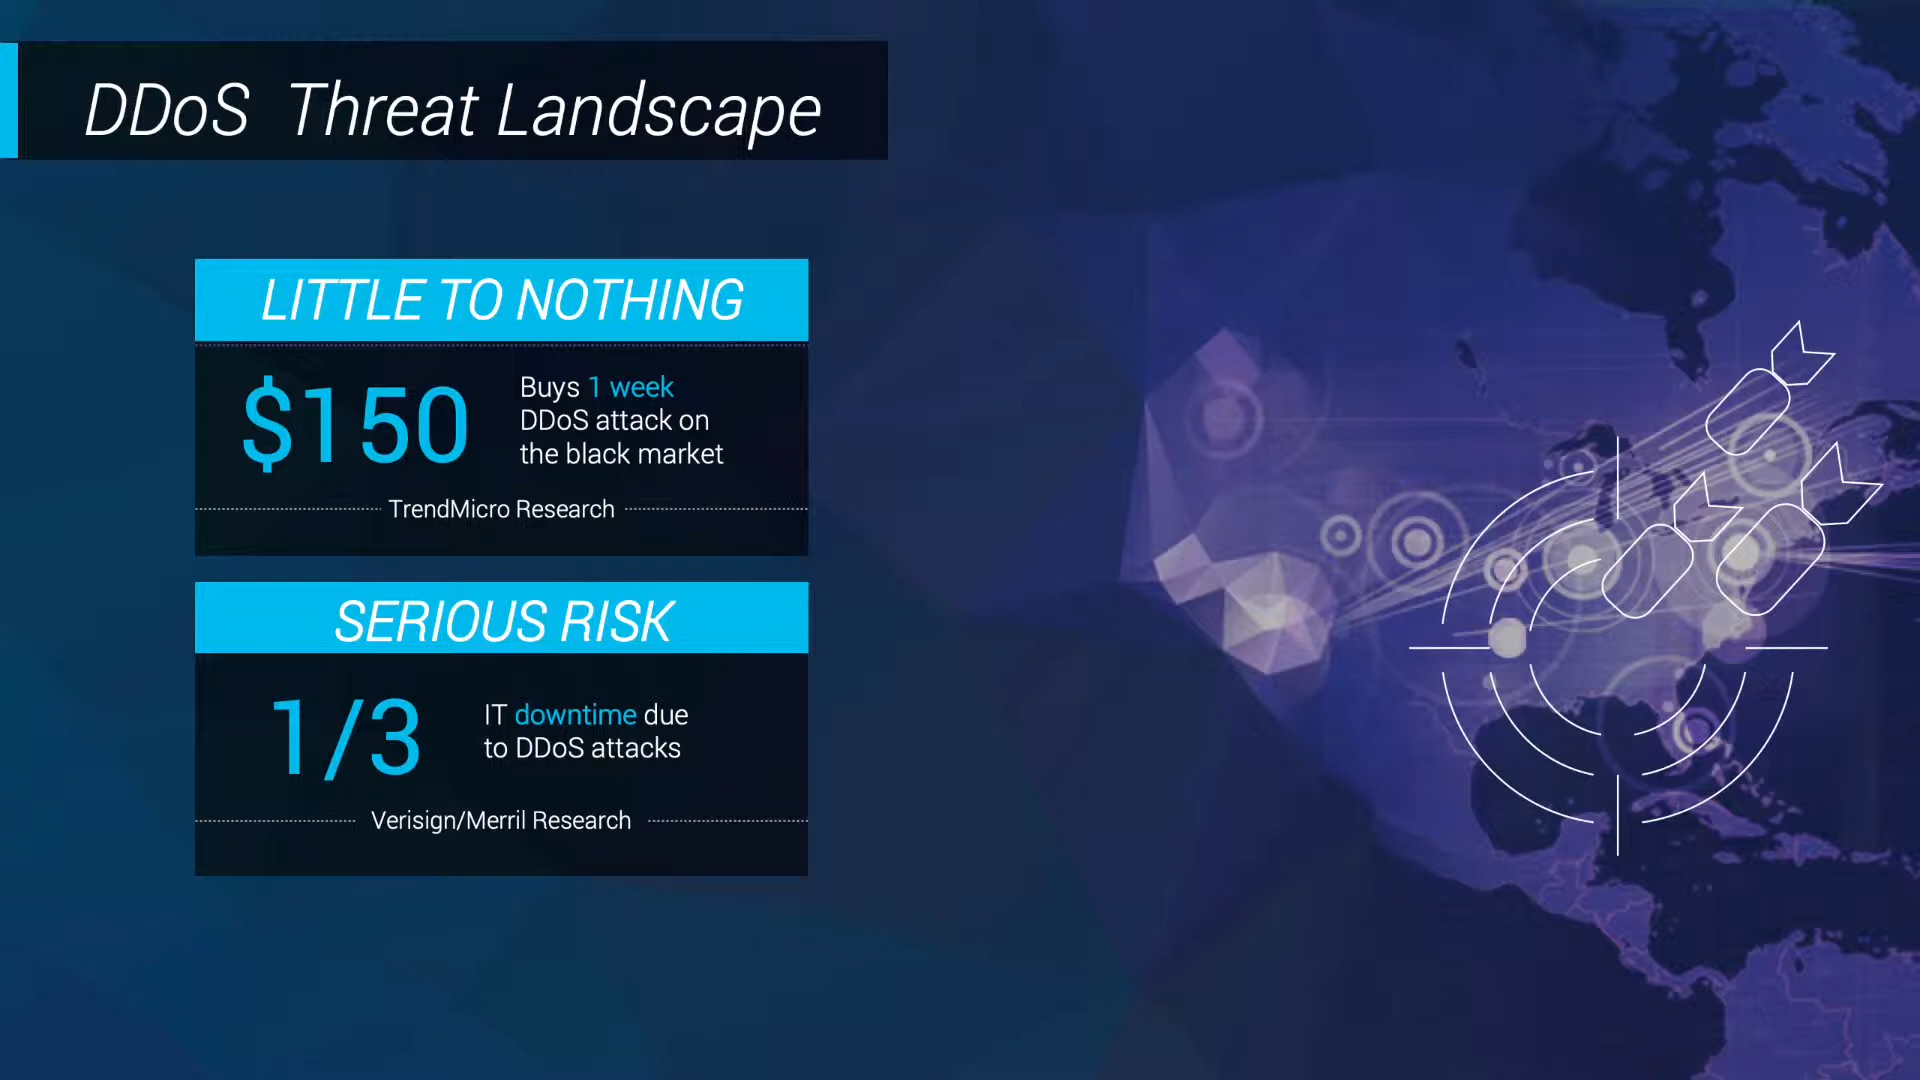 DDoS Threat Landscape
LITTLE TO NOTHING
$150
Buys 1 week
DDoS attack on
the black market
TrendMicro Research
SERIOUS RISK
1/3
IT downtime due
to DDoS attacks
Verisign/Merril Research